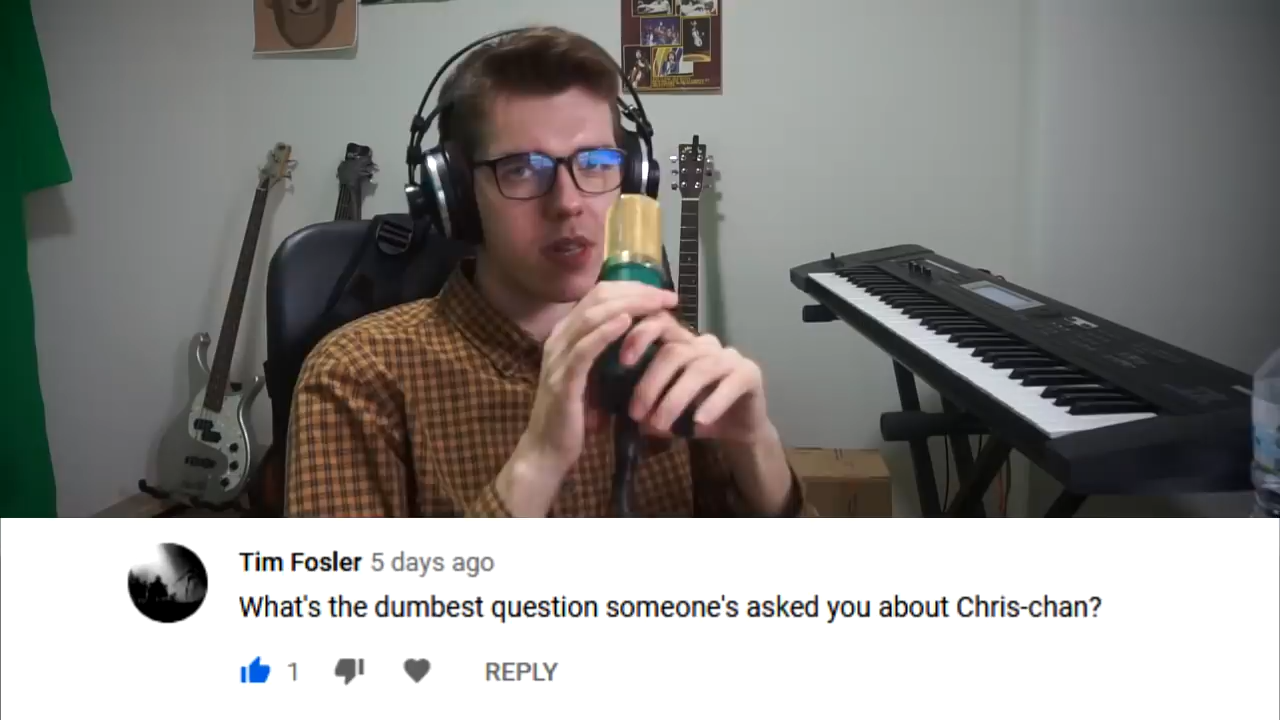 Tim Fosler 5 days ago
What's the dumbest question someone's asked you about Chris-chan?
1
REPLY